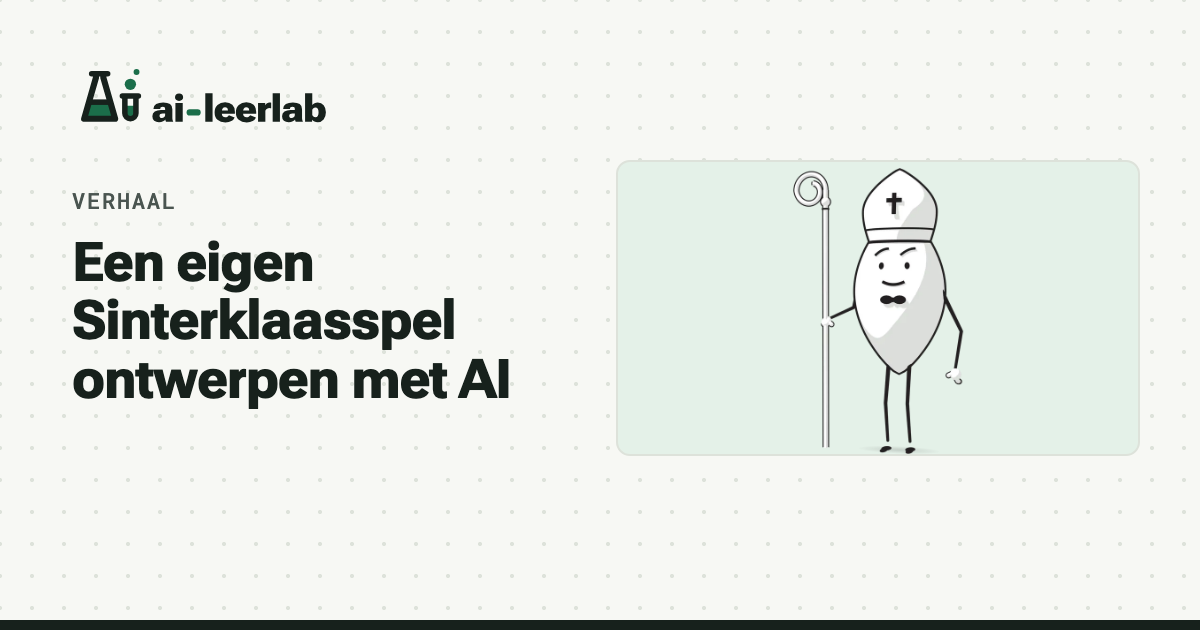 ai-leerlab
VERHAAL
Een eigen
Sinterklaasspel
ontwerpen met AI